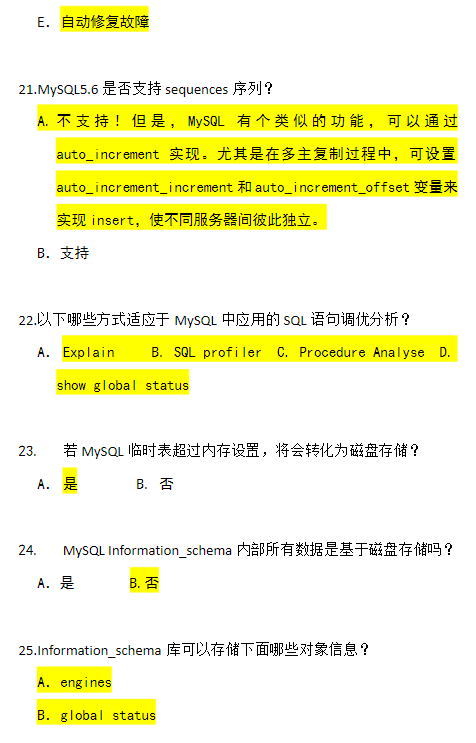 E. 自动修复故障
21.MySQL5.6 是否支持 sequences 序列？
A. 不支持！但是，MySQL 有个类似的功能，可以通过
auto_increment 实现。尤其是在多主复制过程中，可设置
auto_increment_increment 和 auto_increment_offset 变量来
实现 insert，使不同服务器间彼此独立。
B. 支持
22.以下哪些方式适应于 MySQL 中应用的 SQL 语句调优分析？
A. Explain B. SQL profiler C. Procedure Analyse D.
show global status
23. 若 MySQL 临时表超过内存设置，将会转化为磁盘存储？
A. 是 B. 否
24. MySQL Information_schema 内部所有数据是基于磁盘存储吗？
A. 是 B.否
25.Information_schema 库可以存储下面哪些对象信息？
A. engines
B. global status